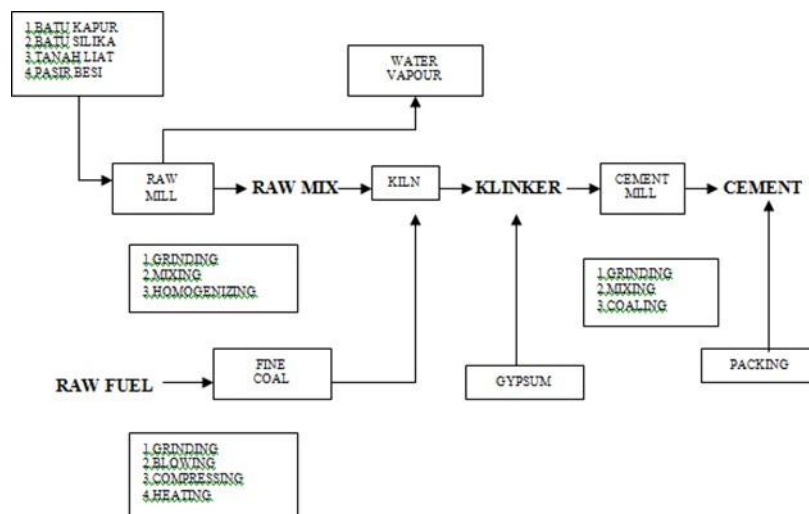 1.BATU KAPUR
2.BATU SILIKA
3.TANAH LIAT
4.PASIR BESI
WATER
VAPOUR
RAW
MILL
RAW MIX
KILN
KLINKER
CEMENT
MILL
CEMENT
1.GRINDING
2.MIXING
3.HOMOGENIZING
1.GRINDING
2.MIXING
3.COALING
RAW FUEL
FINE
COAL
GYPSUM
PACKING
1.GRINDING
2.BLOWING
3.COMPRESSING
4.HEATING